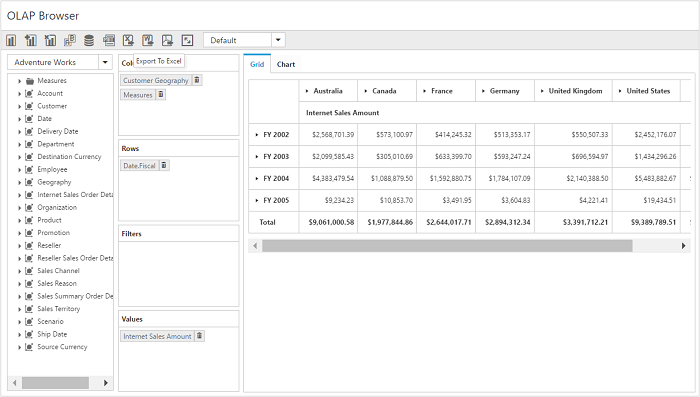 OLAP Browser
Default
Adventure Works
Measures
Account
Customer
Date
Delivery Date
Department
Destination Currency
Employee
Geography
Internet Sales Order Deta
Organization
Product
Promotion
Reseller
Reseller Sales Order Deta
Sales Channel
Sales Reason
Sales Summary Order De
Sales Territory
Scenario
Ship Date
Source Currency
Export To Excel
Customer Geography
Measures
Rows
Date.Fiscal
Filters
Values
Internet Sales Amount
Grid Chart
Australia Canada France Germany United Kingdom United States
Internet Sales Amount
FY 2002 $2,568,701.39 $573,100.97 $414,245.32 $513,353.17 $550,507.33 $2,452,176.07
FY 2003 $2,099,585.43 $305,010.69 $633,399.70 $593,247.24 $696,594.97 $1,434,296.26
FY 2004 $4,383,479.54 $1,088,879.50 $1,592,880.75 $1,784,107.09 $2,140,388.50 $5,483,882.67
FY 2005 $9,234.23 $10,853.70 $3,491.95 $3,604.83 $4,221.41 $19,434.51
Total $9,061,000.58 $1,977,844.86 $2,644,017.71 $2,894,312.34 $3,391,712.21 $9,389,789.51